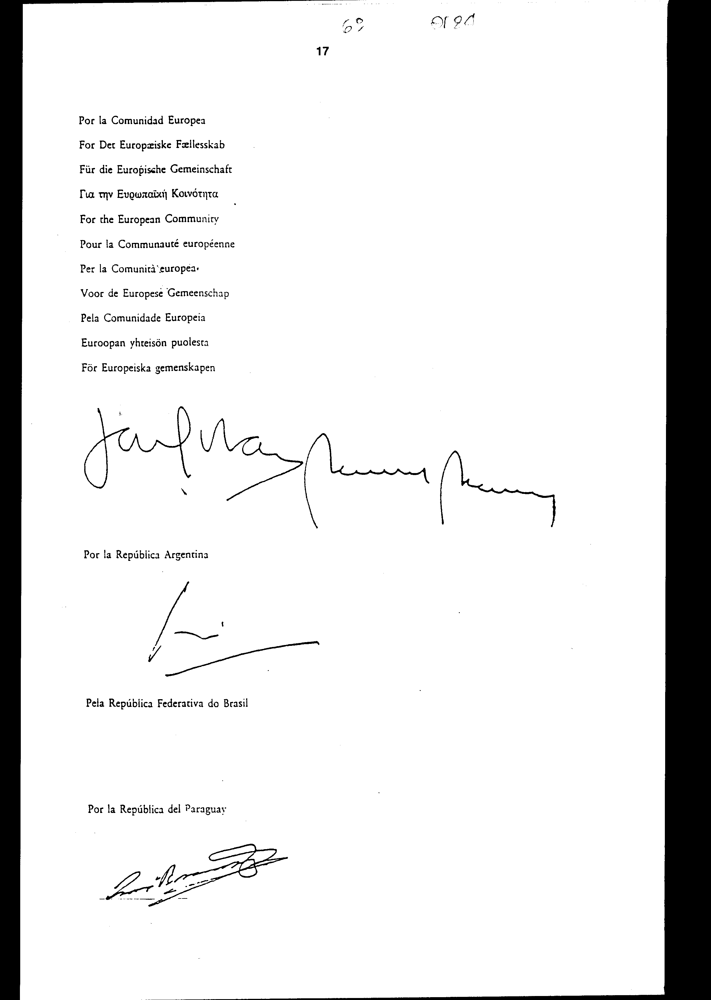 69
17
Por la Comunidad Europea
For Det Europæiske Fællesskab
Für die Europische Gemeinschaft
Για την Ευρωπαϊκή Κοινότητα
For the European Community
Pour la Communauté européenne
Per la Comunità europea
Voor de Europese Gemeenschap
Pela Comunidade Europeia
Euroopan yhteisön puolesta
För Europeiska gemenskapen
Por la República Argentina
Pela República Federativa do Brasil
Por la República del Paraguay